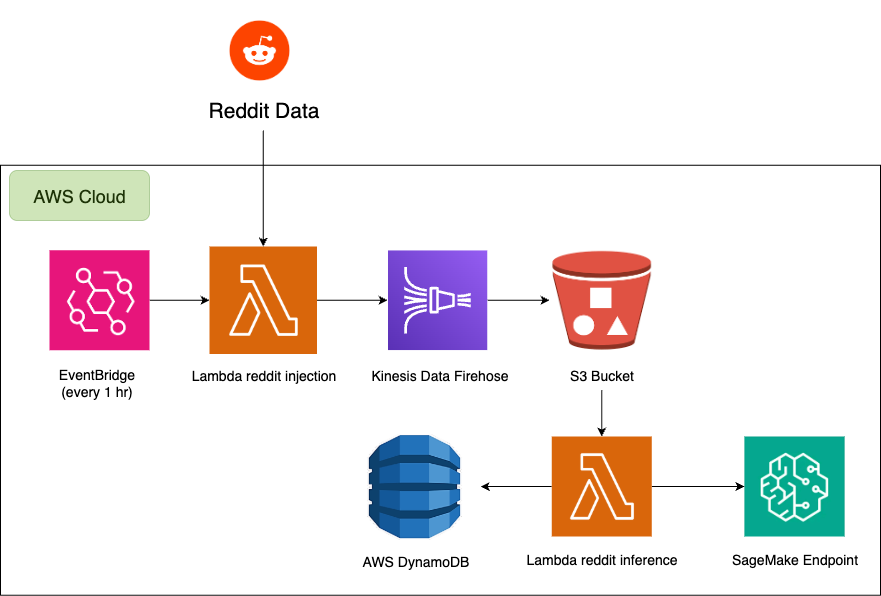 Reddit Data
AWS Cloud
EventBridge
(every 1 hr)
Lambda reddit injection
Kinesis Data Firehose
S3 Bucket
AWS DynamoDB
Lambda reddit inference
SageMake Endpoint